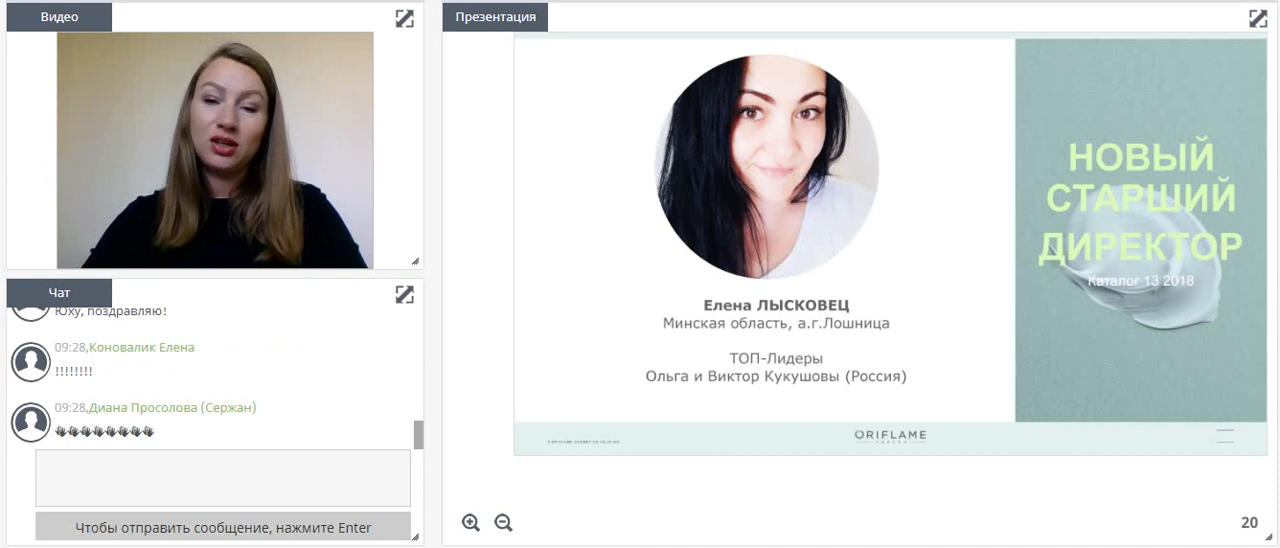 Видео
Чат
Юху, поздравляю!
09:28,Коновалик Елена
!!!!!!!!
09:28,Диана Просолова (Сержан)
Чтобы отправить сообщение, нажмите Enter
Презентация
Елена ЛЫСКОВЕЦ
Минская область, а.г.Лошница
ТОП-Лидеры
Ольга и Виктор Кукушовы (Россия)
НОВЫЙ
СТАРШИЙ
ДИРЕКТОР
Каталог 13 2018
ORIFLAME
20